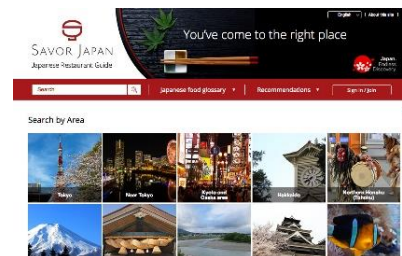 English
About this site
You've come to the right place
SAVOR JAPAN
Japanese Restaurant Guide
Japan.
Endless
Discovery.
Search
Japanese food glossary
Recommendations
Sign in / Join
Search by Area
Tokyo
Near Tokyo
Kyoto and
Osaka area
Hokkaido
Northern Honshu
(Tohoku)